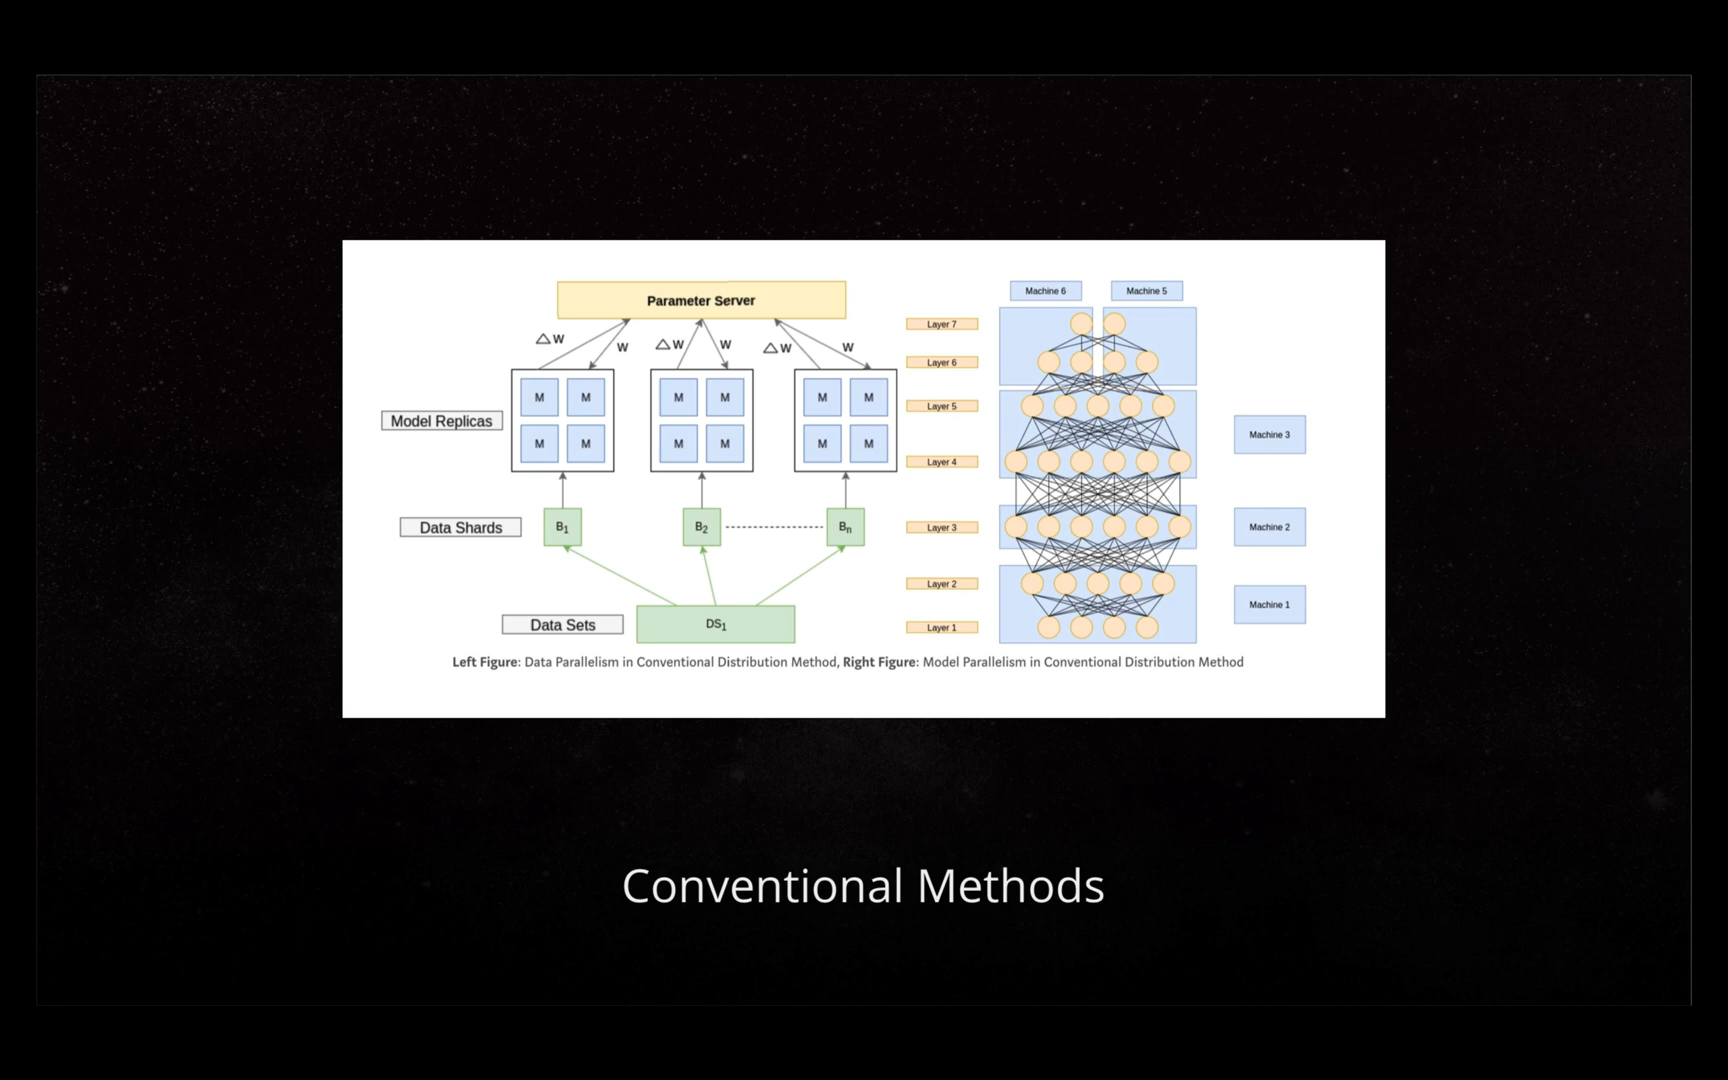 Parameter Server
△ W
W
△ W
W
△ W
W
Model Replicas
M M
M M
M M
M M
M M
M M
Data Shards
B1
B2
Bn
Data Sets
DS1
Machine 6
Machine 5
Layer 7
Layer 6
Layer 5
Machine 3
Layer 4
Layer 3
Machine 2
Layer 2
Machine 1
Layer 1
Left Figure: Data Parallelism in Conventional Distribution Method, Right Figure: Model Parallelism in Conventional Distribution Method
Conventional Methods